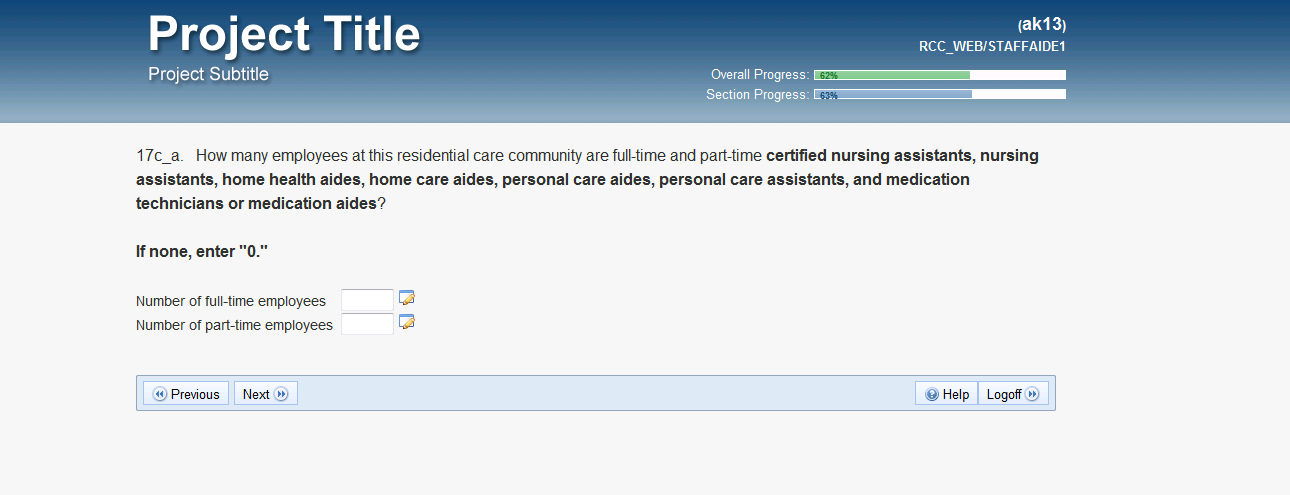 Project Title
Project Subtitle
(ak13)
RCC_WEB/STAFFAIDE1
Overall Progress: 62%
Section Progress: 63%
17c_a. How many employees at this residential care community are full-time and part-time certified nursing assistants, nursing
assistants, home health aides, home care aides, personal care aides, personal care assistants, and medication
technicians or medication aides?
If none, enter "0."
Number of full-time employees
Number of part-time employees
Previous Next Help Logoff